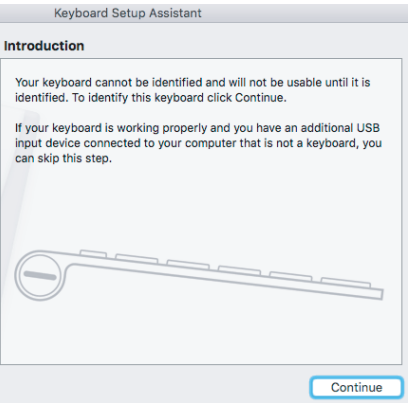 Keyboard Setup Assistant
Introduction
Your keyboard cannot be identified and will not be usable until it is
identified. To identify this keyboard click Continue.
If your keyboard is working properly and you have an additional USB
input device connected to your computer that is not a keyboard, you
can skip this step.
Continue